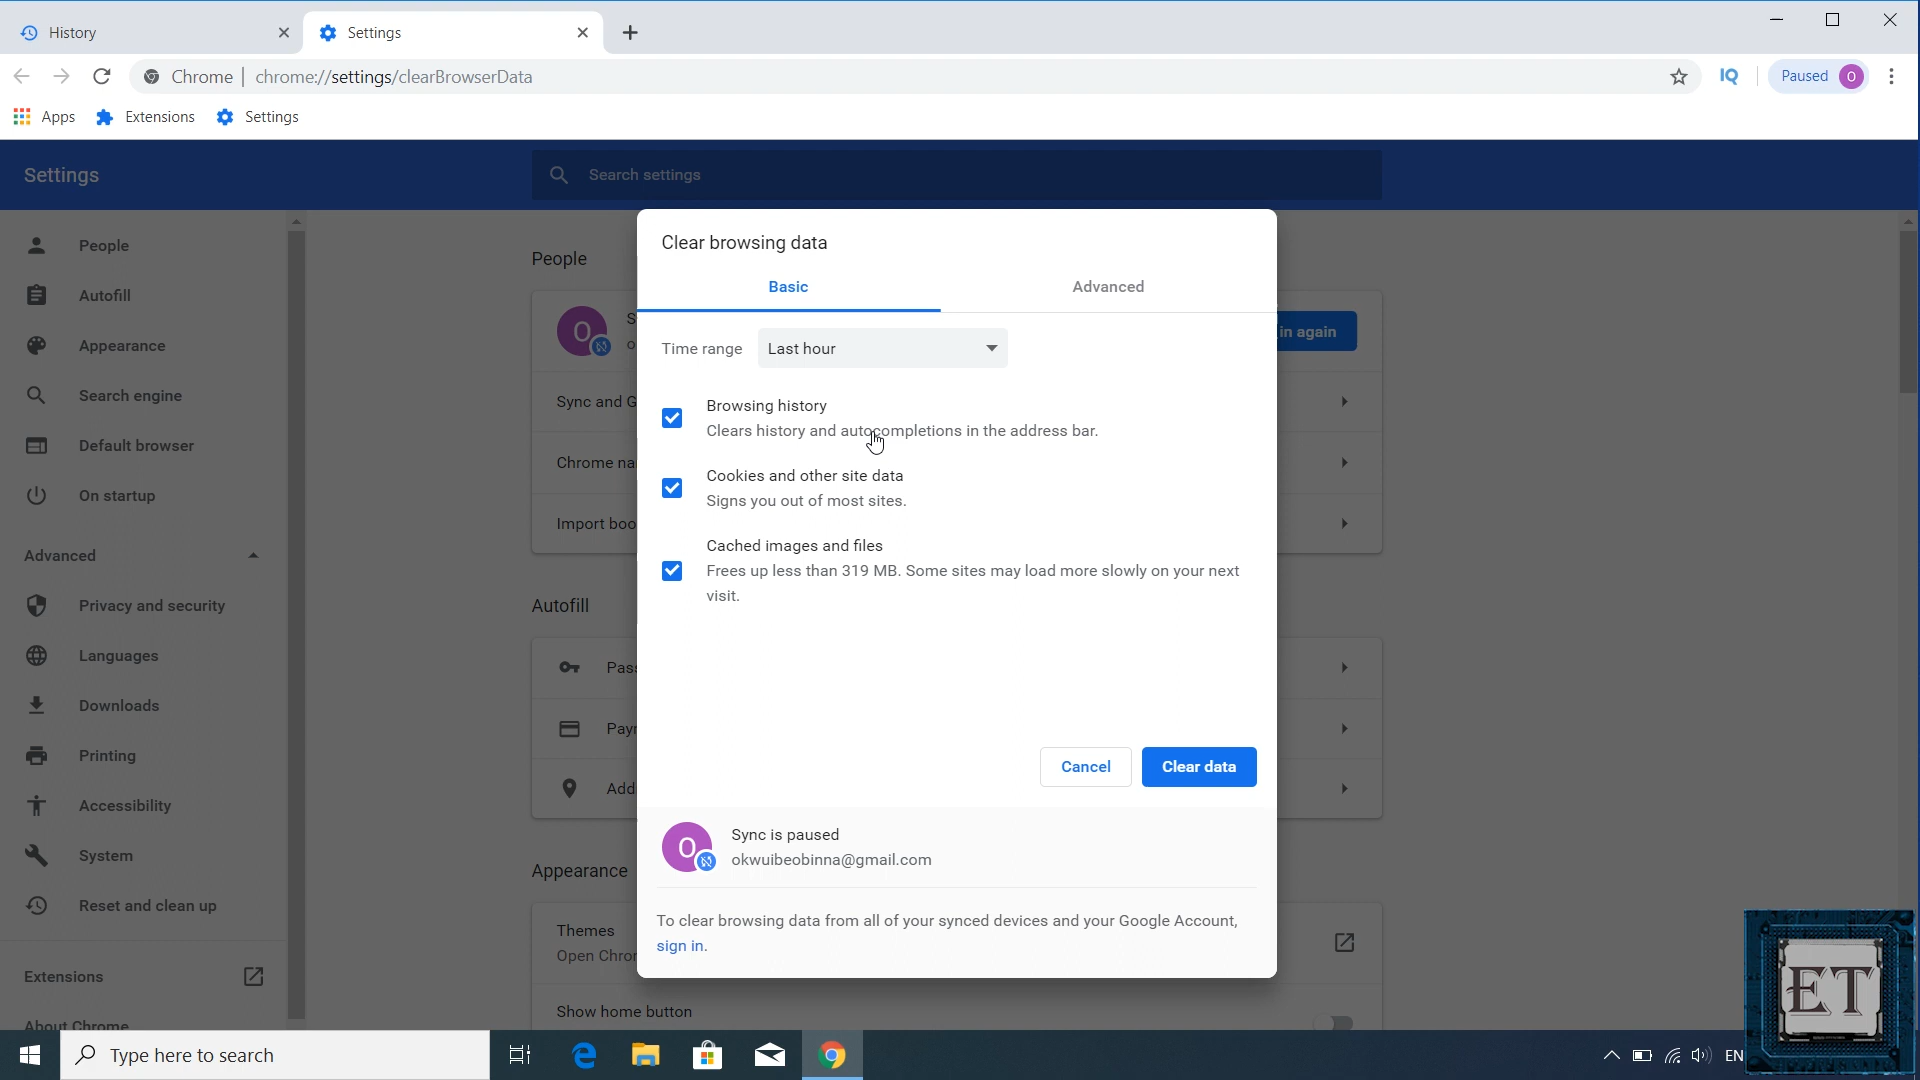 History
Settings
Chrome
chrome://settings/clearBrowserData
IQ
Paused
O
Apps
Extensions
Settings
Settings
Search settings
People
Autofill
Appearance
Search engine
Default browser
On startup
Advanced
Privacy and security
Languages
Downloads
Printing
Accessibility
System
Reset and clean up
Extensions
About Chrome
People
O
in again
Sync and G
Chrome na
Import boo
Autofill
Pass
Payr
Add
Appearance
Themes
Open Chror
Show home button
Clear browsing data
Basic
Advanced
Time range
Last hour
Browsing history
Clears history and autocompletions in the address bar.
Cookies and other site data
Signs you out of most sites.
Cached images and files
Frees up less than 319 MB. Some sites may load more slowly on your next
visit.
Cancel
Clear data
O
Sync is paused
okwuibeobinna@gmail.com
To clear browsing data from all of your synced devices and your Google Account,
sign in.
Type here to search
EN
ET